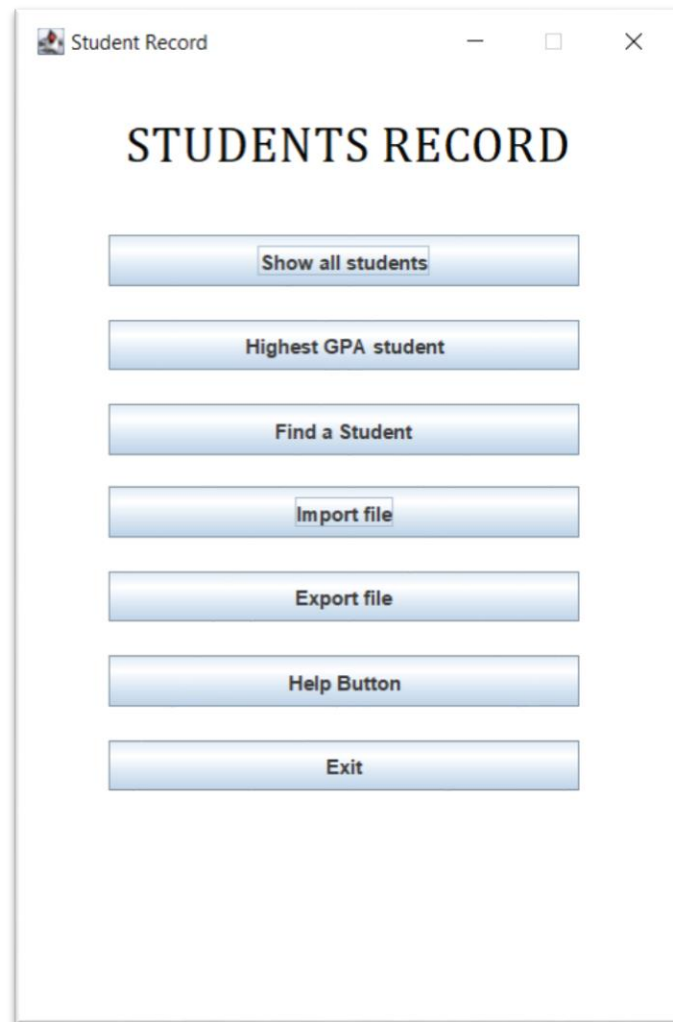 Student Record
STUDENTS RECORD
Show all students
Highest GPA student
Find a Student
Import file
Export file
Help Button
Exit